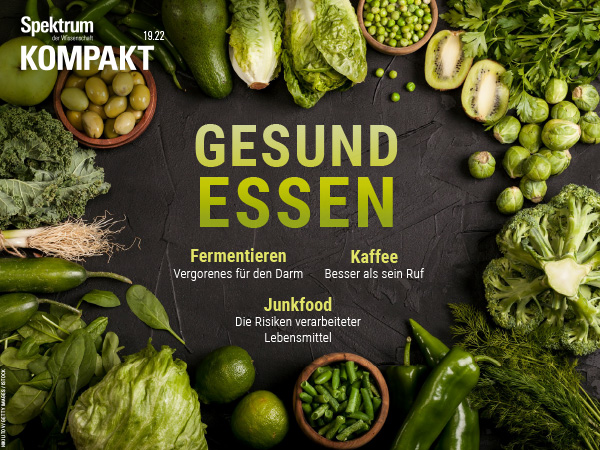 Spektrum
der Wissenschaft
KOMPAKT
19.22
GESUND
ESSEN
Fermentieren
Vergorenes für den Darm
Kaffee
Besser als sein Ruf
Junkfood
Die Risiken verarbeiteter
Lebensmittel